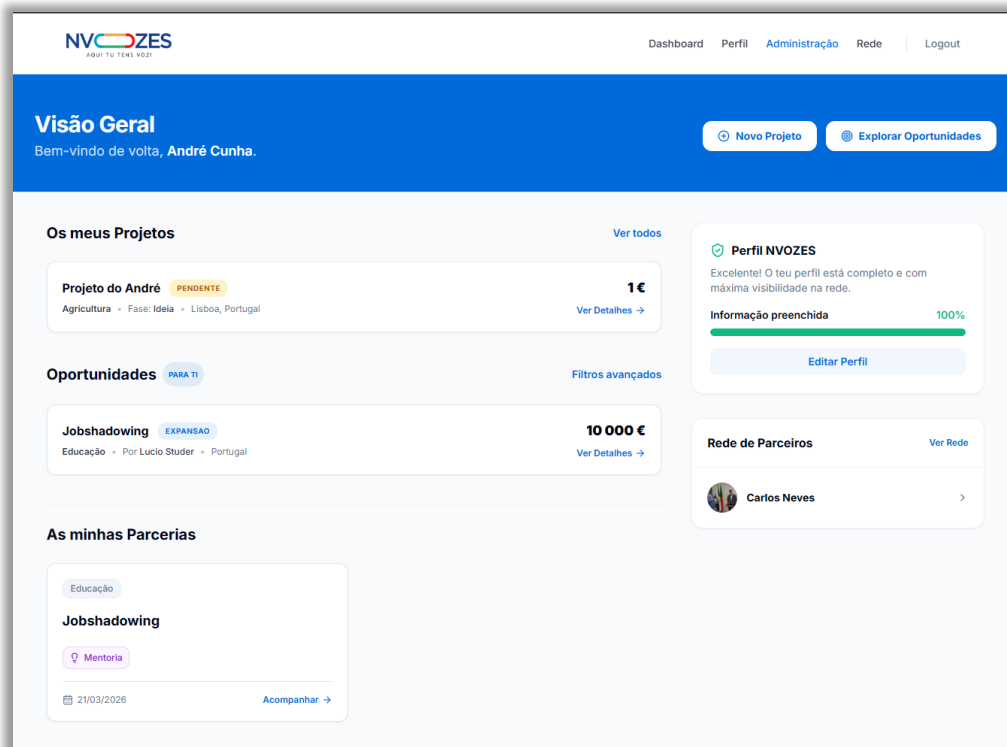 NVOZES
AQUI TU TENS VOZ!
Dashboard Perfil Administração Rede Logout
Visão Geral
Bem-vindo de volta, André Cunha.
Novo Projeto Explorar Oportunidades
Os meus Projetos Ver todos
Projeto do André PENDENTE 1 €
Agricultura • Fase: Ideia • Lisboa, Portugal Ver Detalhes →
Oportunidades PARA TI Filtros avançados
Jobshadowing EXPANSAO 10 000 €
Educação • Por Lucio Studer • Portugal Ver Detalhes →
As minhas Parcerias
Educação
Jobshadowing
Mentoria
21/03/2026 Acompanhar →
Perfil NVOZES
Excelente! O teu perfil está completo e com
máxima visibilidade na rede.
Informação preenchida 100%
Editar Perfil
Rede de Parceiros Ver Rede
Carlos Neves